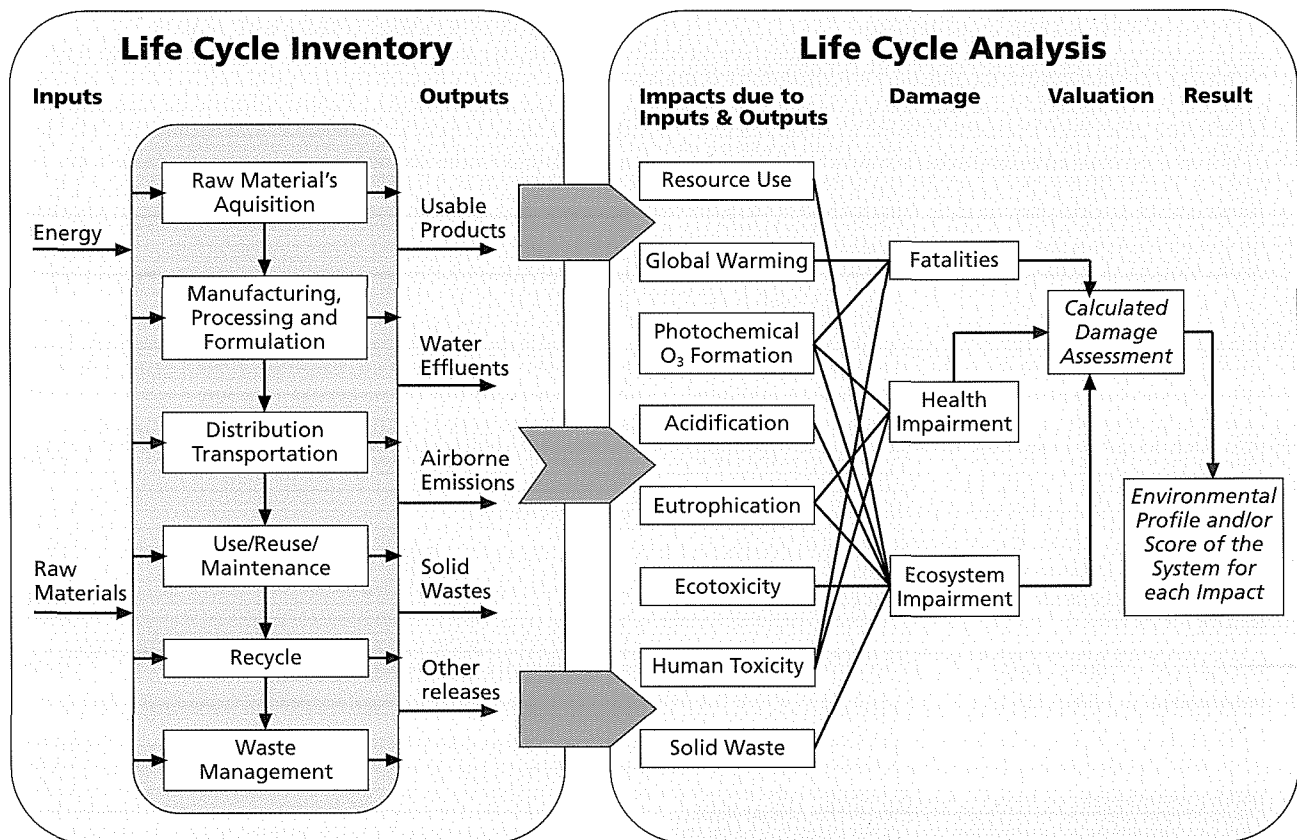 Life Cycle Inventory
Inputs
Outputs
Raw Material's
Aquisition
Manufacturing,
Processing and
Formulation
Distribution
Transportation
Use/Reuse/
Maintenance
Recycle
Waste
Management
Energy
Raw
Materials
Usable
Products
Water
Effluents
Airborne
Emissions
Solid
Wastes
Other
releases
Life Cycle Analysis
Impacts due to
Inputs & Outputs
Damage
Valuation
Result
Resource Use
Global Warming
Photochemical
O₃ Formation
Acidification
Eutrophication
Ecotoxicity
Human Toxicity
Solid Waste
Fatalities
Health
Impairment
Ecosystem
Impairment
Calculated
Damage
Assessment
Environmental
Profile and/or
Score of the
System for
each Impact